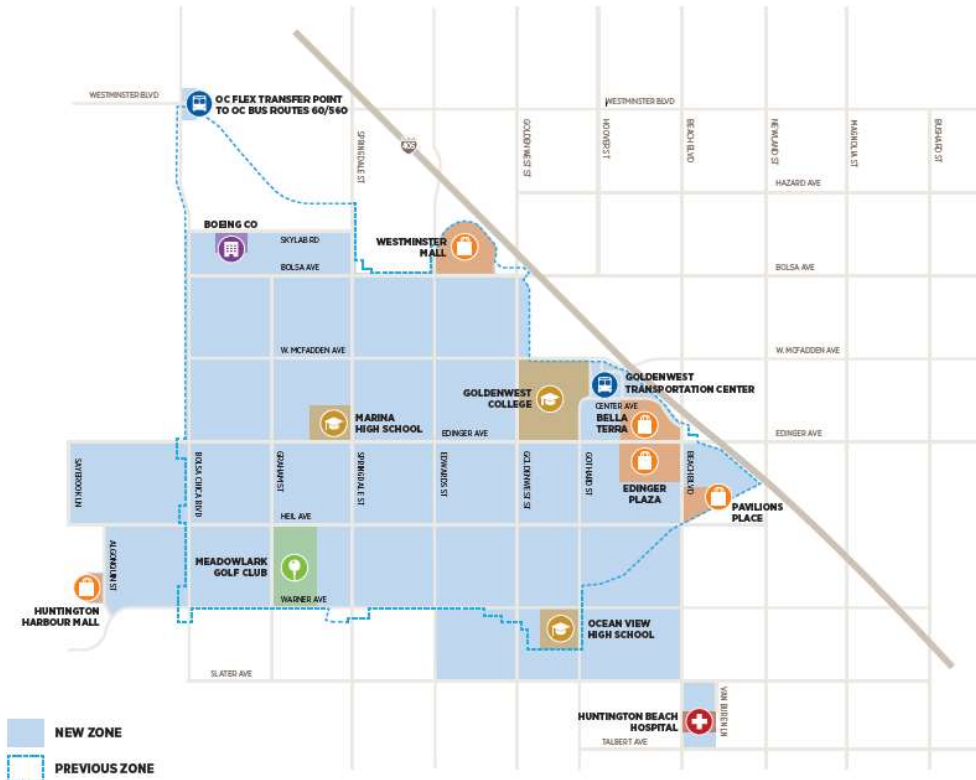 WESTMINSTER BLVD
OC FLEX TRANSFER POINT
TO OC BUS ROUTES 60/560
WESTMINSTER BLVD
SPRINGDALE ST
405
GOLDENWEST ST
HOOVER ST
BEACH BLVD
NEWLAND ST
MAGNOLIA ST
BUSHARD ST
HAZARD AVE
BOEING CO
SKYLAB RD
WESTMINSTER
MALL
BOLSA AVE
BOLSA AVE
W. MCFADDEN AVE
W. MCFADDEN AVE
GOLDENWEST
COLLEGE
GOLDENWEST
TRANSPORTATION CENTER
CENTER AVE
MARINA
HIGH SCHOOL
BELLA
TERRA
EDINGER AVE
EDINGER AVE
SAYBROOK LN
BOLSA CHICA BLVD
GRAHAM ST
SPRINGDALE ST
EDWARDS ST
GOLDENWEST ST
GOTHARD ST
BEACH BLVD
EDINGER
PLAZA
PAVILIONS
PLACE
HEIL AVE
ALGONQUIN ST
MEADOWLARK
GOLF CLUB
WARNER AVE
HUNTINGTON
HARBOUR MALL
OCEAN VIEW
HIGH SCHOOL
SLATER AVE
VAN BUREN LN
HUNTINGTON BEACH
HOSPITAL
TALBERT AVE
NEW ZONE
PREVIOUS ZONE